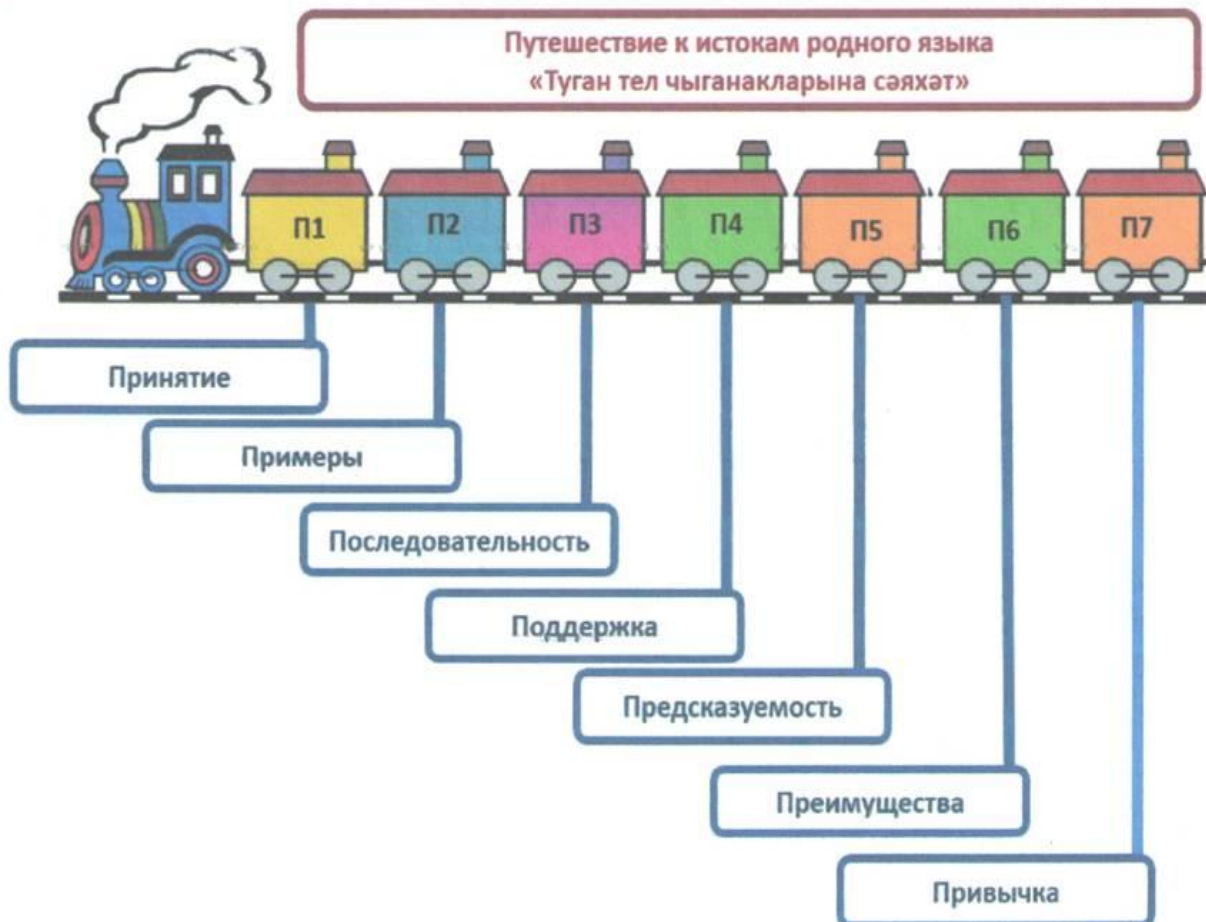 Путешествие к истокам родного языка
«Туган тел чыганакларына сәяхәт»
П1
П2
П3
П4
П5
П6
П7
Принятие
Примеры
Последовательность
Поддержка
Предсказуемость
Преимущества
Привычка